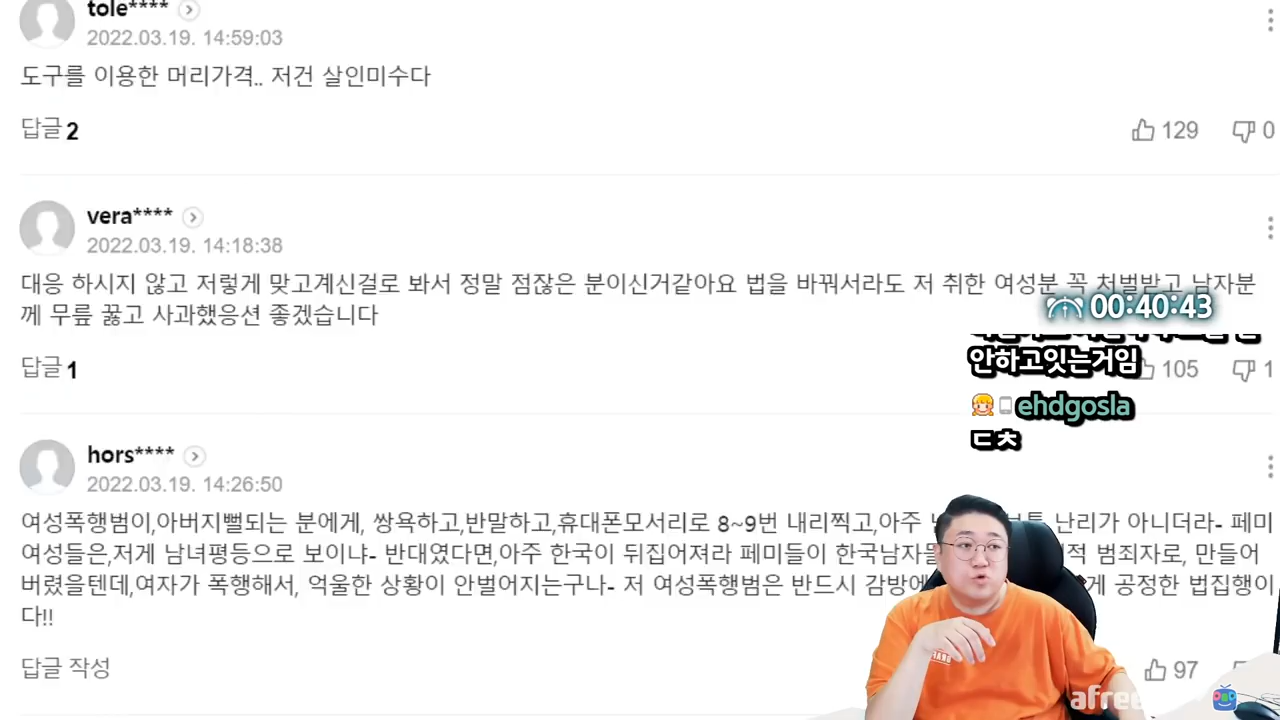 tole****
2022.03.19. 14:59:03
도구를 이용한 머리가격.. 저건 살인미수다
답글 2
129 0
vera****
2022.03.19. 14:18:38
대응 하시지 않고 저렇게 맞고계신걸로 봐서 정말 점잖은 분이신거같아요 법을 바꿔서라도 저 취한 여성분 꼭 처벌받고 남자분
께 무릎 꿇고 사과했응션 좋겠습니다
00:40:43
답글 1
안하고잇는거임
105 1
ehdgosla
ㄷㅊ
hors****
2022.03.19. 14:26:50
여성폭행범이,아버지뻘되는 분에게, 쌍욕하고,반말하고,휴대폰모서리로 8~9번 내리찍고,아주 난리가 아니더라- 페미
여성들은,저게 남녀평등으로 보이냐- 반대였다면,아주 한국이 뒤집어져라 페미들이 범죄자로, 만들어
버렸을텐데,여자가 폭행해서, 억울한 상황이 안벌어지는구나- 저 여성폭행범은 반드시 공정한 법집행이
다!!
답글 작성
97